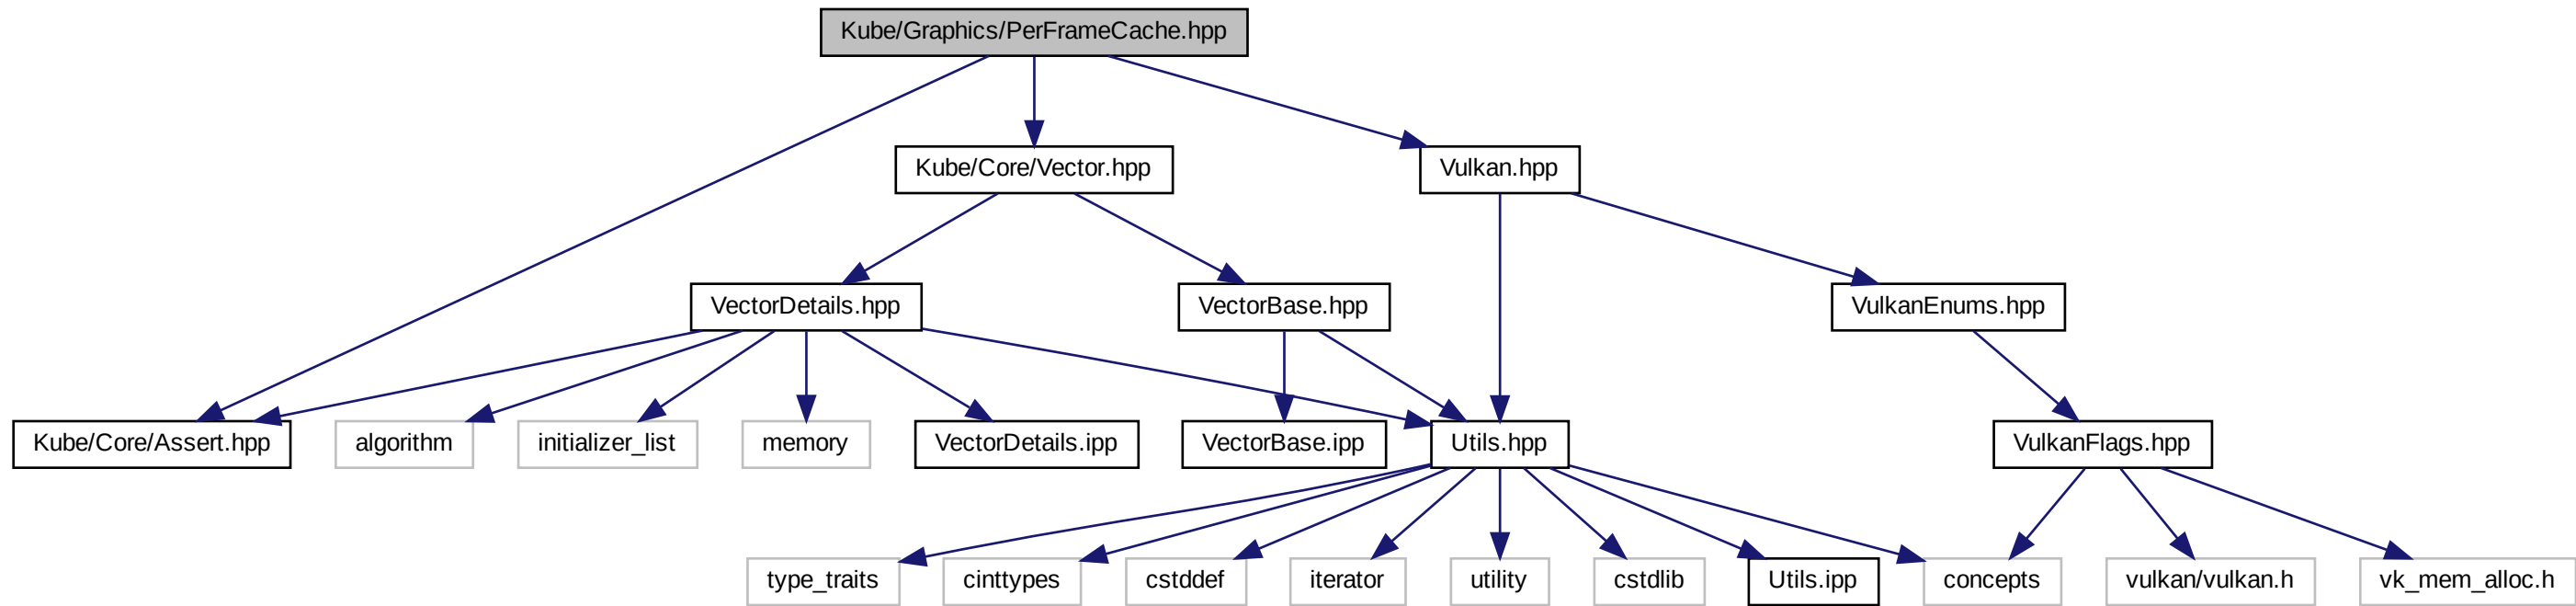 Kube/Graphics/PerFrameCache.hpp
Kube/Core/Vector.hpp
Vulkan.hpp
VectorDetails.hpp
VectorBase.hpp
VulkanEnums.hpp
Kube/Core/Assert.hpp
algorithm
initializer_list
memory
VectorDetails.ipp
VectorBase.ipp
Utils.hpp
VulkanFlags.hpp
type_traits
cinttypes
cstddef
iterator
utility
cstdlib
Utils.ipp
concepts
vulkan/vulkan.h
vk_mem_alloc.h